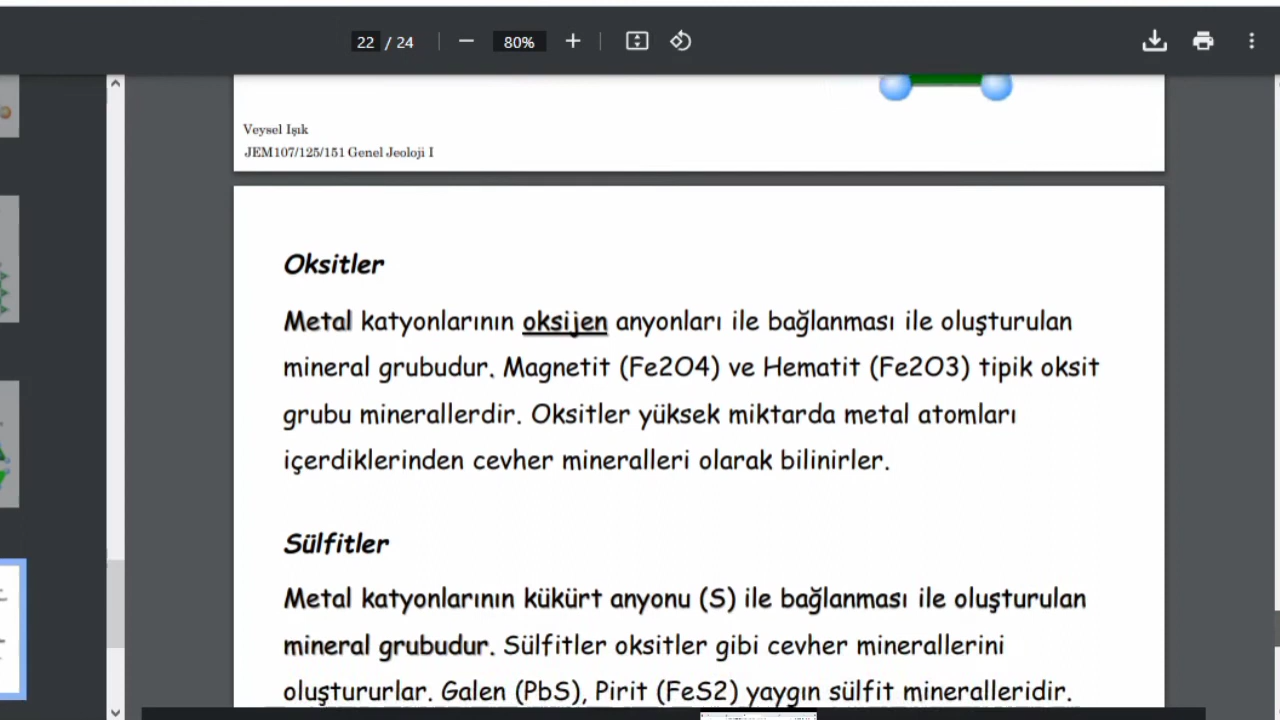 22 / 24
80%
Veysel Işık
JEM107/125/151 Genel Jeoloji I
Oksitler
Metal katyonlarının oksijen anyonları ile bağlanması ile oluşturulan
mineral grubudur. Magnetit (Fe2O4) ve Hematit (Fe2O3) tipik oksit
grubu minerallerdir. Oksitler yüksek miktarda metal atomları
içerdiklerinden cevher mineralleri olarak bilinirler.
Sülfitler
Metal katyonlarının kükürt anyonu (S) ile bağlanması ile oluşturulan
mineral grubudur. Sülfitler oksitler gibi cevher minerallerini
oluştururlar. Galen (PbS), Pirit (FeS2) yaygın sülfit mineralleridir.